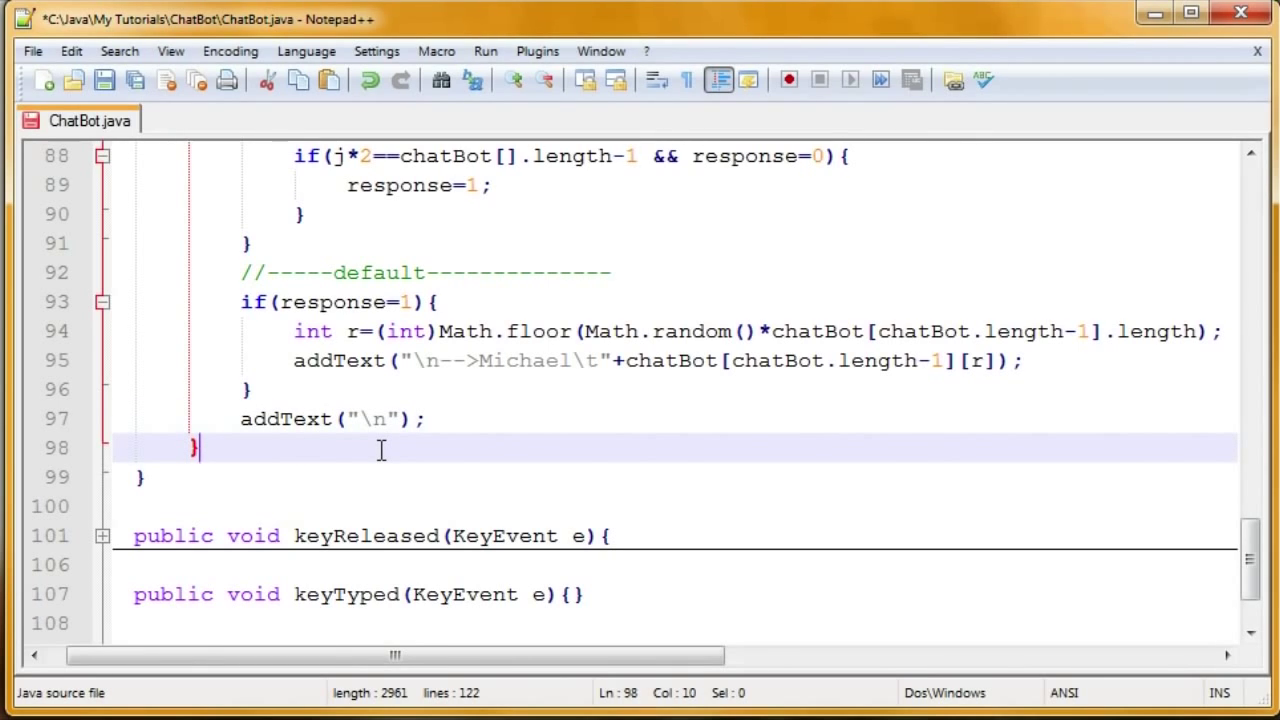 *C:\Java\My Tutorials\ChatBot\ChatBot.java - Notepad++
File Edit Search View Encoding Language Settings Macro Run Plugins Window ? X
ABC
ChatBot.java
88 if(j*2==chatBot[].length-1 && response=0){
89 response=1;
90 }
91 }
92 //-----default--------------
93 if(response=1){
94 int r=(int)Math.floor(Math.random()*chatBot[chatBot.length-1].length);
95 addText("\n-->Michael\t"+chatBot[chatBot.length-1][r]);
96 }
97 addText("\n");
98 }
99 }
100
101 public void keyReleased(KeyEvent e){
106
107 public void keyTyped(KeyEvent e){}
108
Java source file length : 2961 lines : 122 Ln : 98 Col : 10 Sel : 0 Dos\Windows ANSI INS